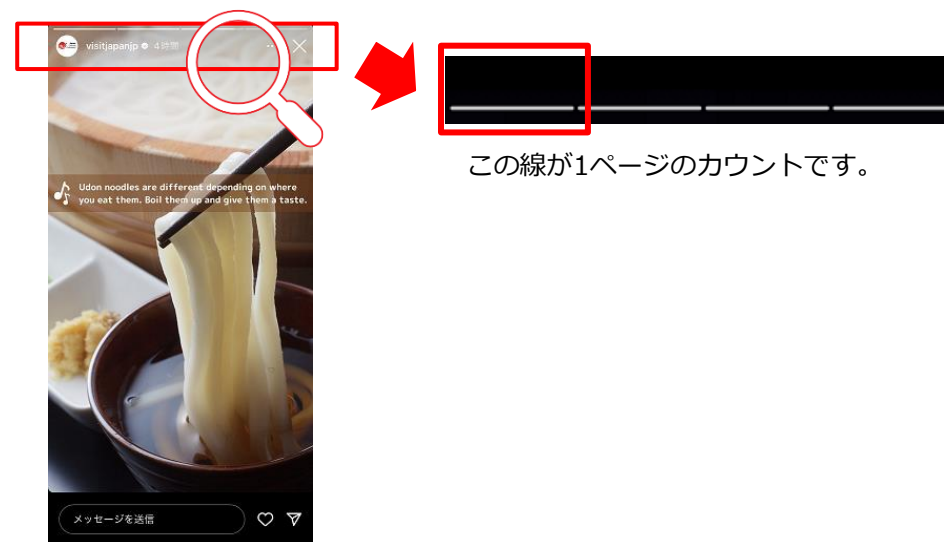 visitjapanjp 4時間
Udon noodles are different depending on where
you eat them. Boil them up and give them a taste.
メッセージを送信
この線が1ページのカウントです。